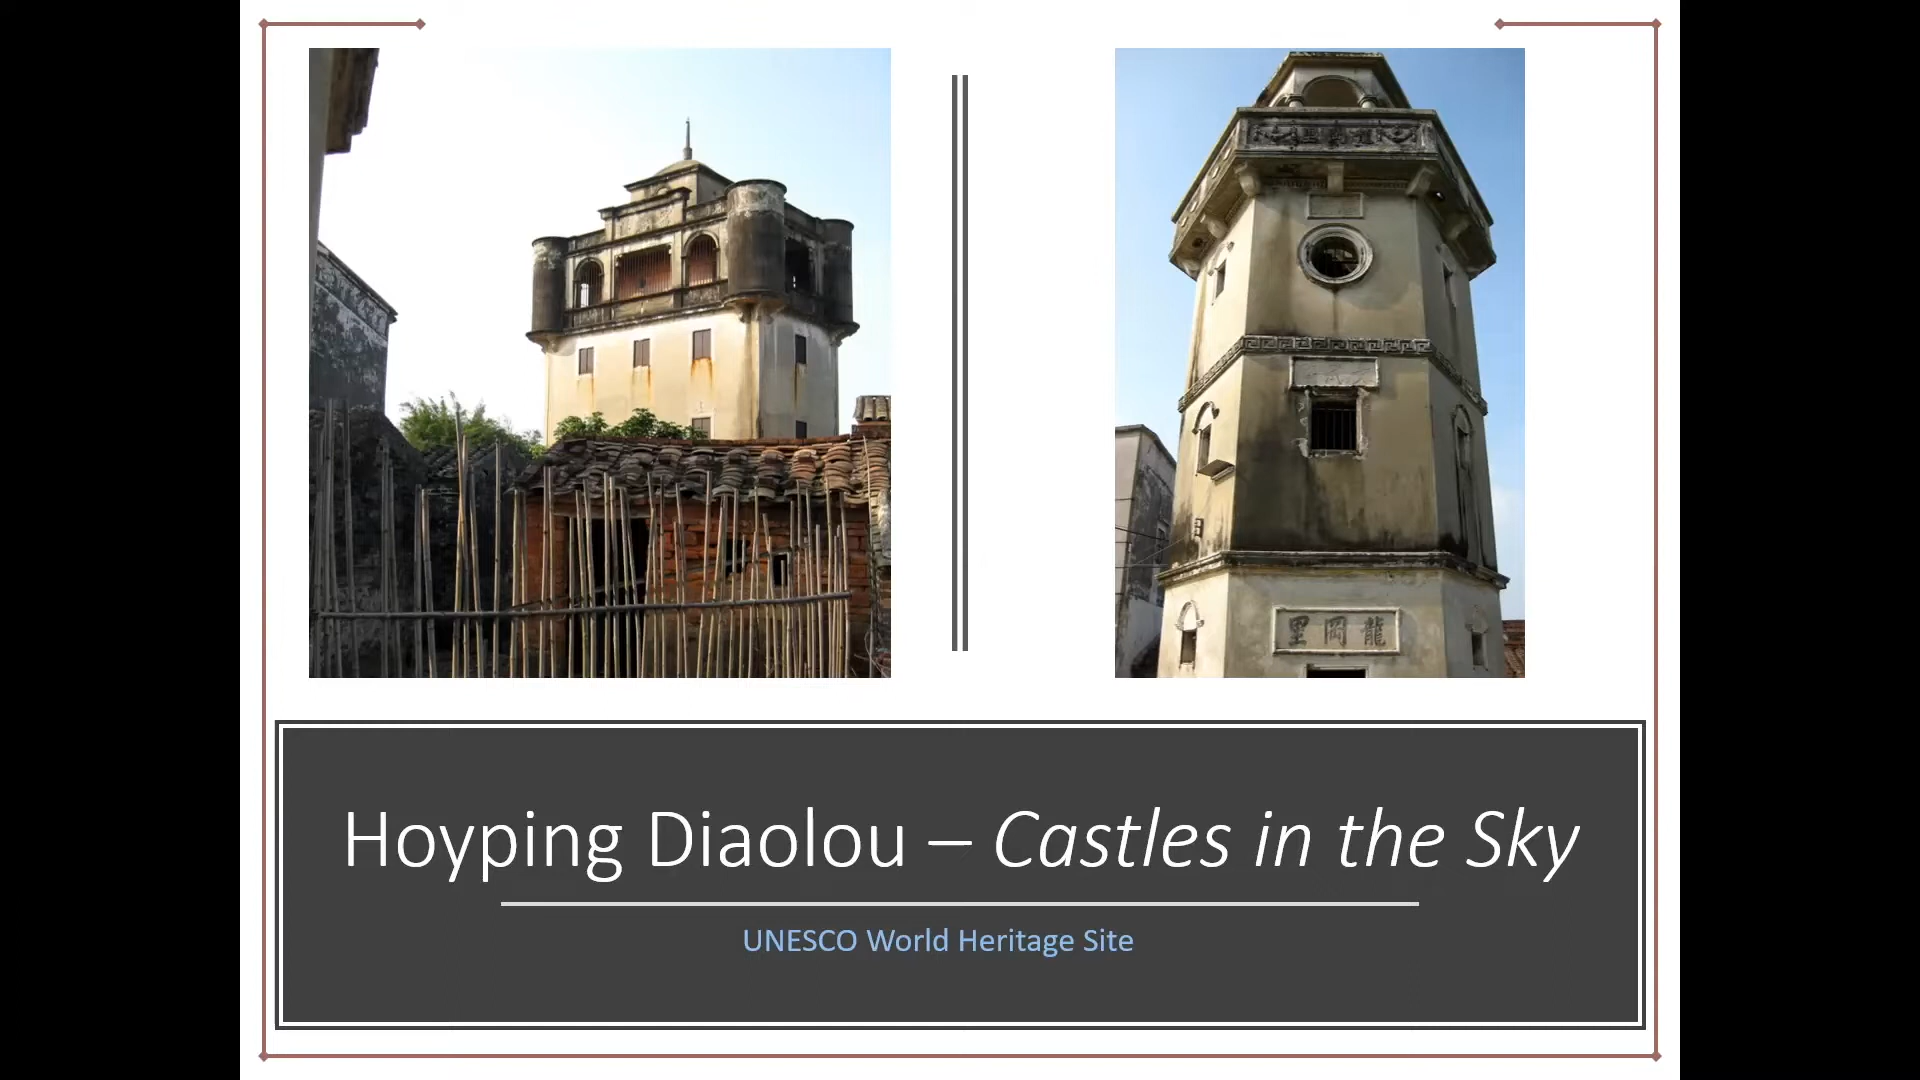 里岡龍
Hoyping Diaolou – Castles in the Sky
UNESCO World Heritage Site